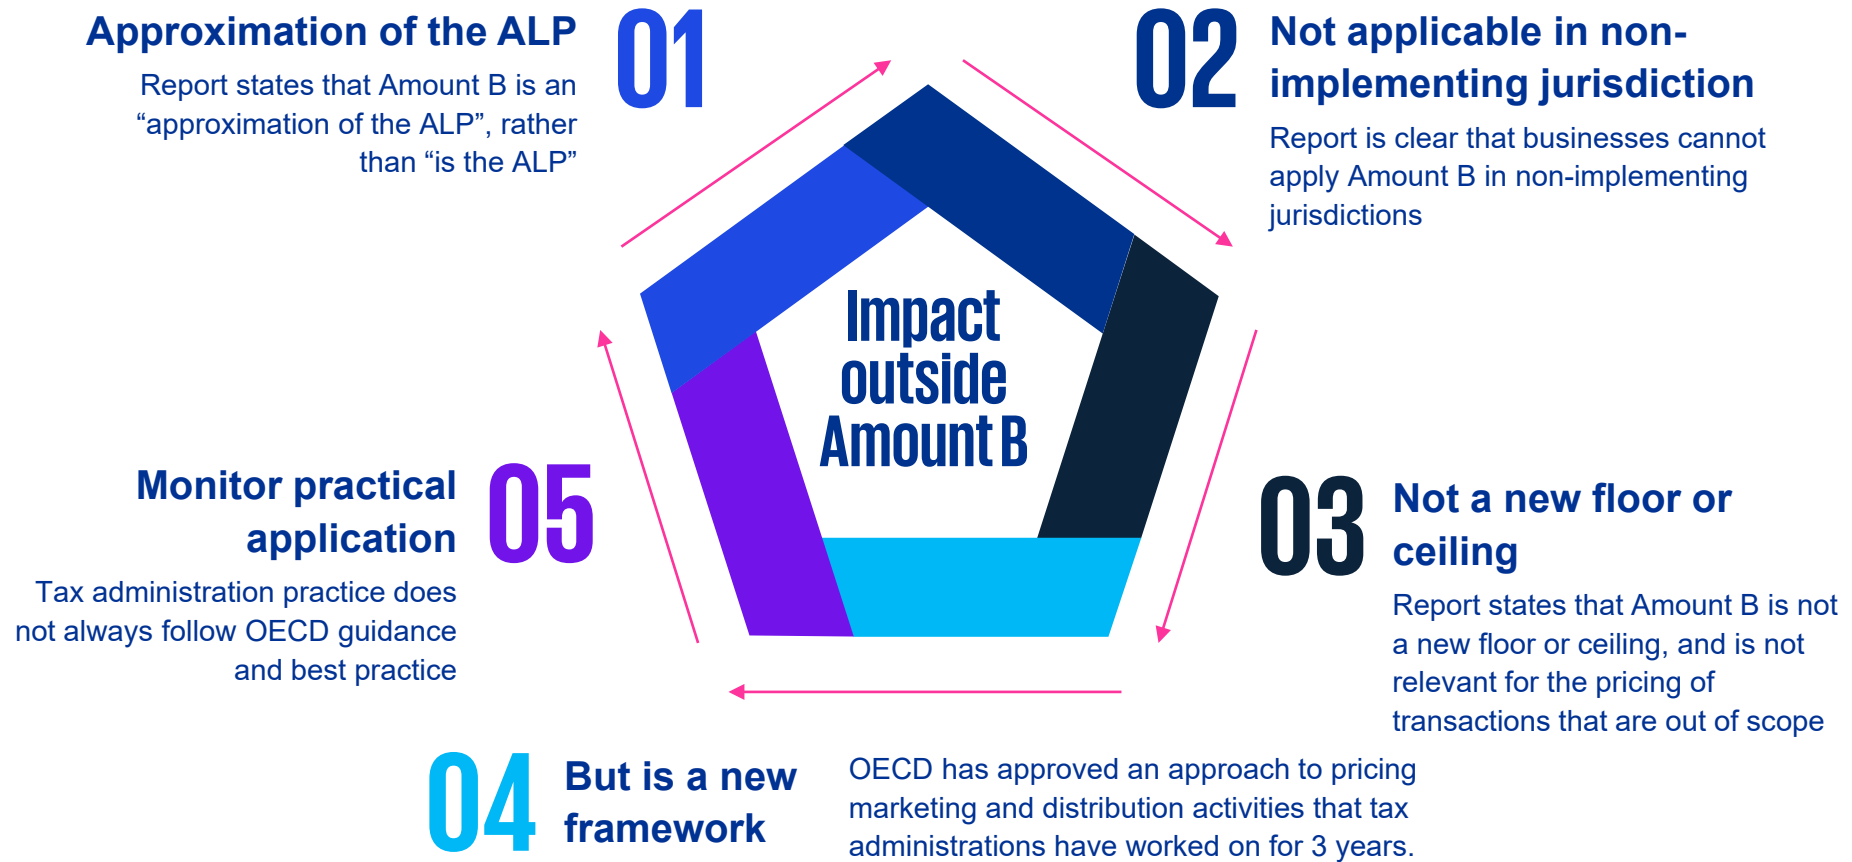 Approximation of the ALP
Report states that Amount B is an
“approximation of the ALP”, rather
than “is the ALP”
01
02
Not applicable in non-
implementing jurisdiction
Report is clear that businesses cannot
apply Amount B in non-implementing
jurisdictions
Impact
outside
Amount B
03
Not a new floor or
ceiling
Report states that Amount B is not
a new floor or ceiling, and is not
relevant for the pricing of
transactions that are out of scope
04
But is a new
framework
OECD has approved an approach to pricing
marketing and distribution activities that tax
administrations have worked on for 3 years.
Monitor practical
application
05
Tax administration practice does
not always follow OECD guidance
and best practice